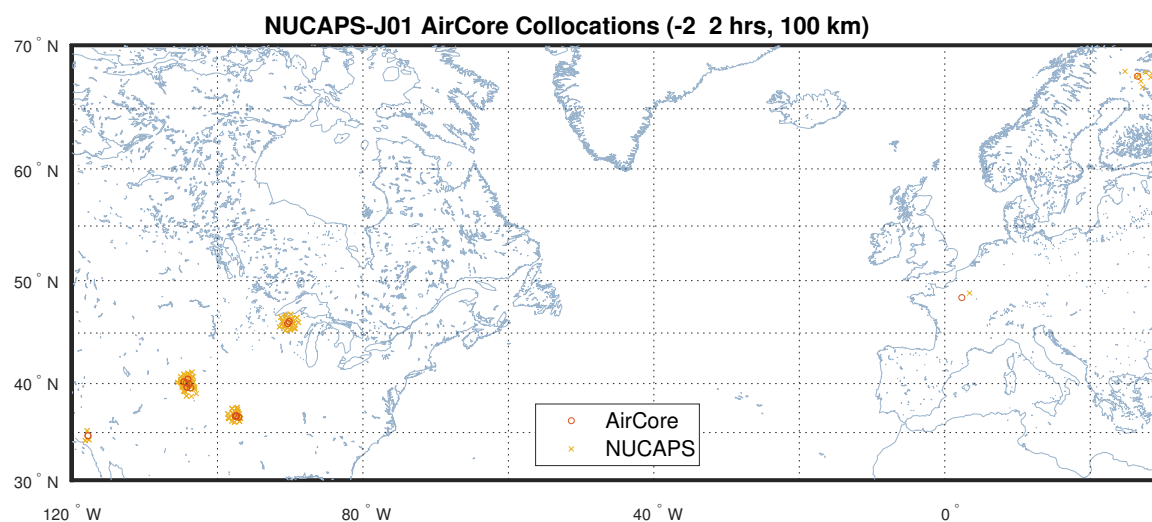 NUCAPS-J01 AirCore Collocations (-2  2 hrs, 100 km)
70° N
60° N
50° N
40° N
30° N
AirCore
NUCAPS
120° W
80° W
40° W
0°